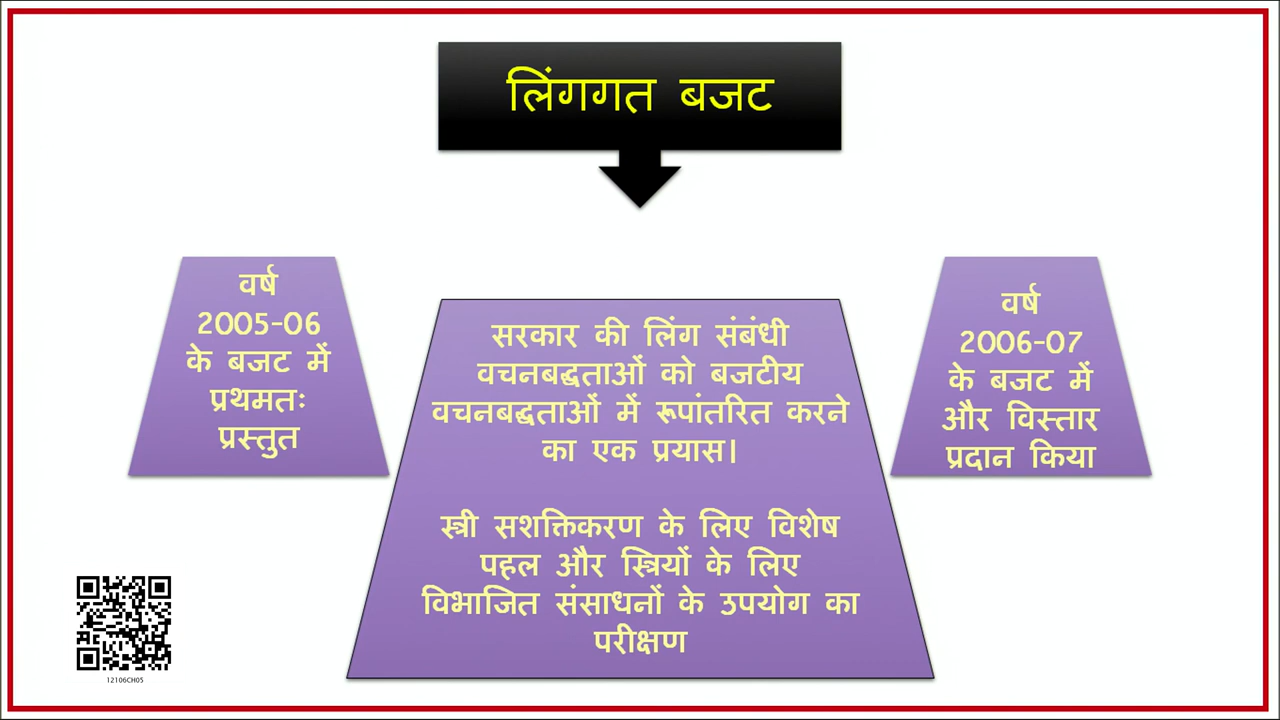 लिंगगत बजट
वर्ष
2005-06
के बजट में
प्रथमतः
प्रस्तुत
सरकार की लिंग संबंधी
वचनबद्धताओं को बजटीय
वचनबद्धताओं में रूपांतरित करने
का एक प्रयास।
स्त्री सशक्तिकरण के लिए विशेष
पहल और स्त्रियों के लिए
विभाजित संसाधनों के उपयोग का
परीक्षण
वर्ष
2006-07
के बजट में
और विस्तार
प्रदान किया
12106CH05